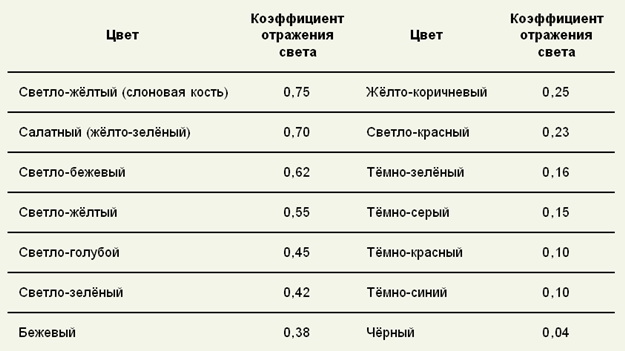 Цвет Коэффициент отражения света Цвет Коэффициент отражения света
Светло-жёлтый (слоновая кость) 0,75 Жёлто-коричневый 0,25
Салатный (жёлто-зелёный) 0,70 Светло-красный 0,23
Светло-бежевый 0,62 Тёмно-зелёный 0,16
Светло-жёлтый 0,55 Тёмно-серый 0,15
Светло-голубой 0,45 Тёмно-красный 0,10
Светло-зелёный 0,42 Тёмно-синий 0,10
Бежевый 0,38 Чёрный 0,04